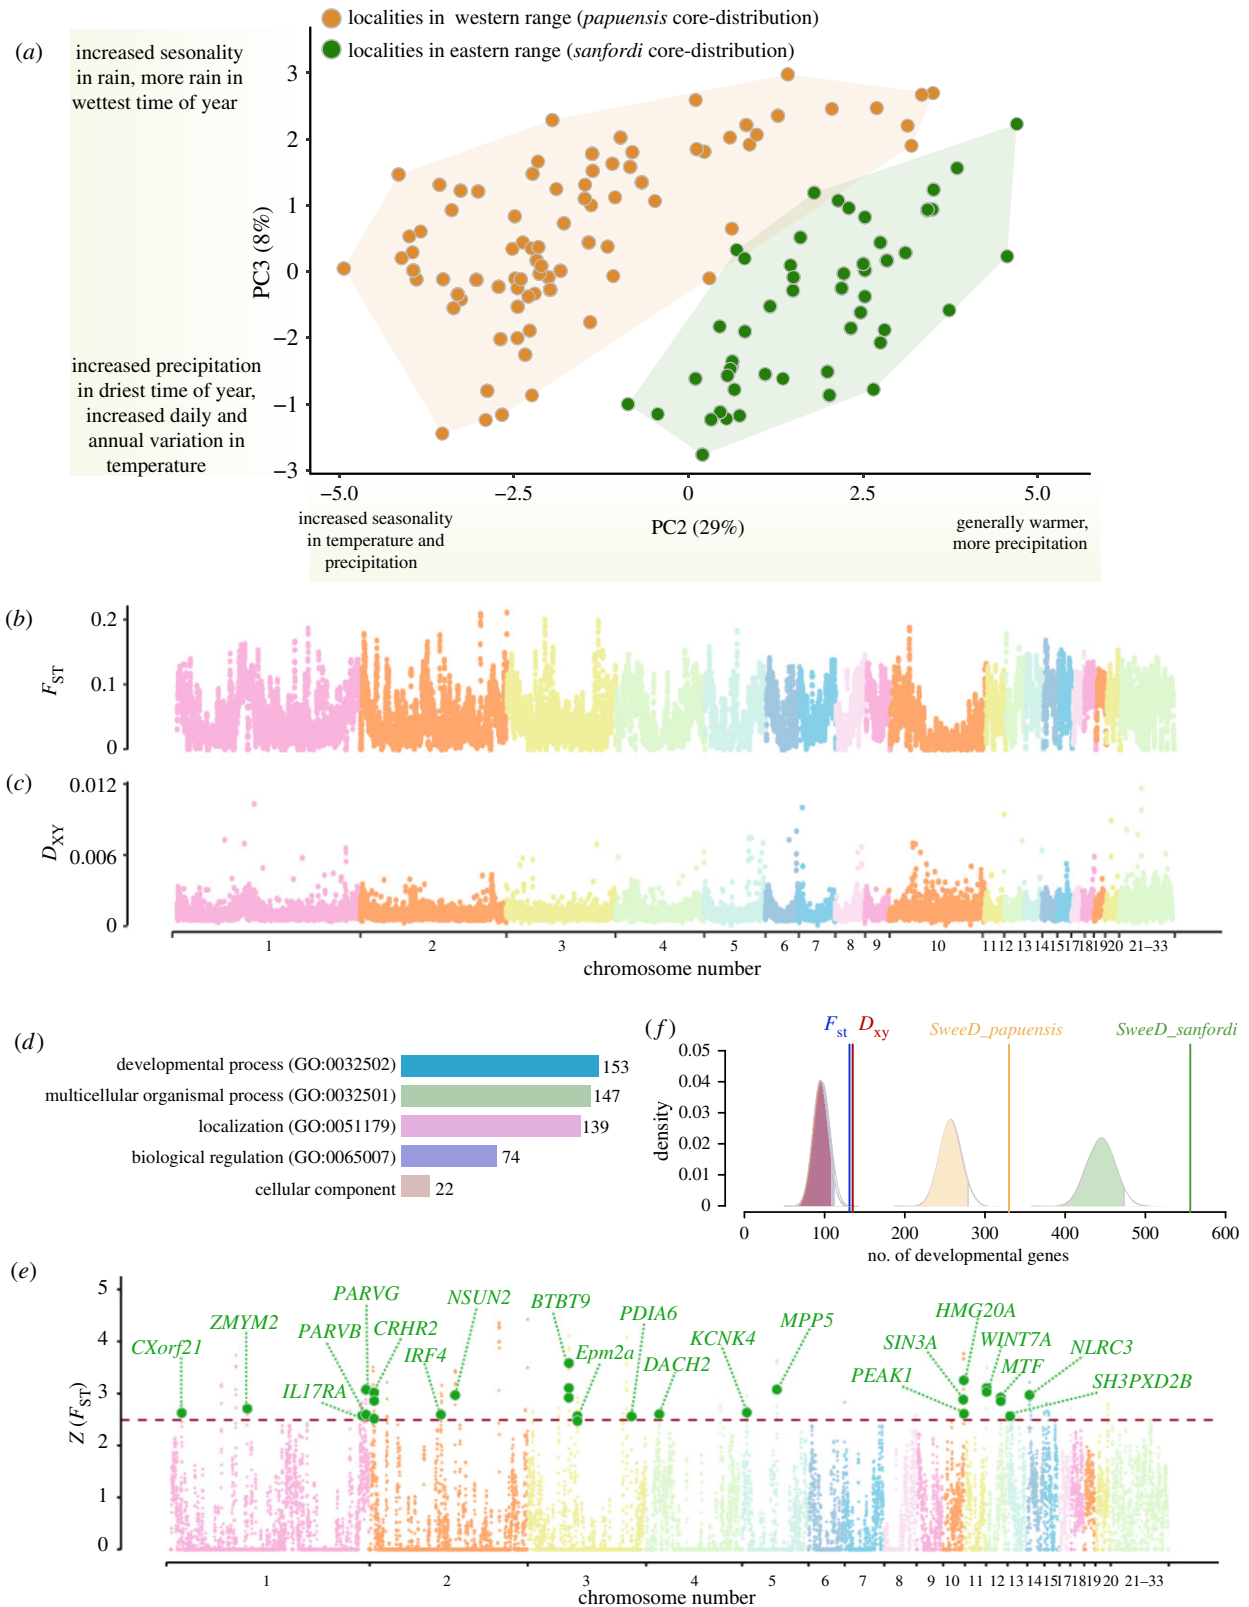 localities in western range (papuensis core-distribution)
localities in eastern range (sanfordi core-distribution)
(a)
increased sesonality
in rain, more rain in
wettest time of year
increased precipitation
in driest time of year,
increased daily and
annual variation in
temperature
PC3 (8%)
3
2
1
0
−2
−1
−3
−5.0
−2.5
0
2.5
5.0
increased seasonality
in temperature and
precipitation
PC2 (29%)
generally warmer,
more precipitation
(b)
FST
0.2
0.1
0
(c)
DXY
0.012
0.006
0
1 2 3 4 5 6 7 8 9 10 11 12 13 14 15 16 17 18 19 20 21–33
chromosome number
(d)
developmental process (GO:0032502) 153
multicellular organismal process (GO:0032501) 147
localization (GO:0051179) 139
biological regulation (GO:0065007) 74
cellular component 22
(f)
Fst Dxy SweeD_papuensis SweeD_sanfordi
density
0.05
0.04
0.03
0.02
0.01
0
0 100 200 300 400 500 600
no. of developmental genes
(e)
Z (FST)
5
4
3
2
1
0
CXorf21
ZMYM2
PARVG
PARVB
IL17RA
CRHR2
IRF4
NSUN2
BTBT9
Epm2a
PDIA6
DACH2
KCNK4
MPP5
PEAK1
SIN3A
HMG20A
WINT7A
MTF
NLRC3
SH3PXD2B
1 2 3 4 5 6 7 8 9 10 11 12 13 14 15 16 17 18 19 20 21–33
chromosome number